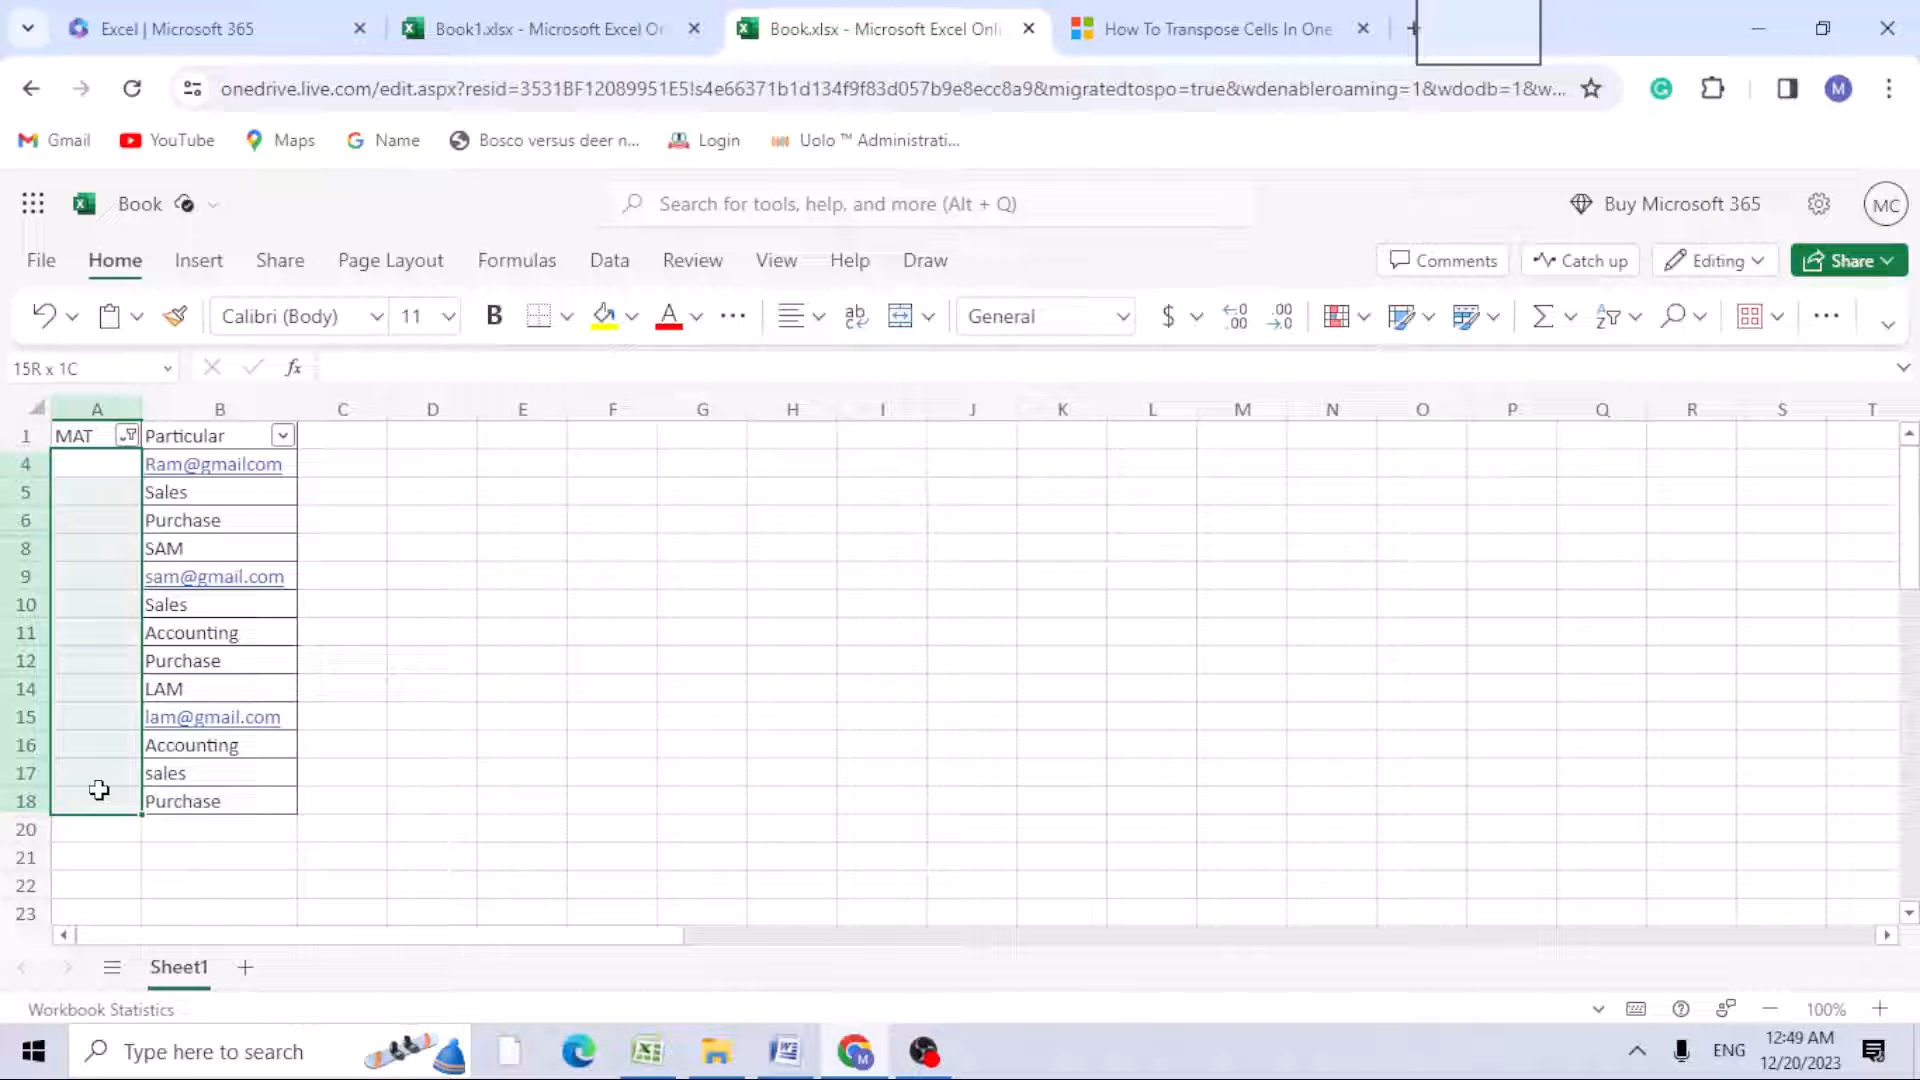 Excel | Microsoft 365
Book1.xlsx - Microsoft Excel Or
Book.xlsx - Microsoft Excel Onli
How To Transpose Cells In One
onedrive.live.com/edit.aspx?resid=3531BF12089951E5!s4e66371b1d134f9f83d057b9e8ecc8a9&migratedtospo=true&wdenableroaming=1&wdodb=1&w...
M
Gmail
YouTube
Maps
Name
Bosco versus deer n...
Login
Uolo ™ Administrati...
Book
Search for tools, help, and more (Alt + Q)
Buy Microsoft 365
MC
File Home Insert Share Page Layout Formulas Data Review View Help Draw
Comments
Catch up
Editing
Share
Calibri (Body) 11 B A General $
15R x 1C fx
A B C D E F G H I J K L M N O P Q R S T
1 MAT Particular
4 Ram@gmailcom
5 Sales
6 Purchase
8 SAM
9 sam@gmail.com
10 Sales
11 Accounting
12 Purchase
14 LAM
15 lam@gmail.com
16 Accounting
17 sales
18 Purchase
20
21
22
23
Sheet1
Workbook Statistics
100%
Type here to search
ENG
12:49 AM
12/20/2023